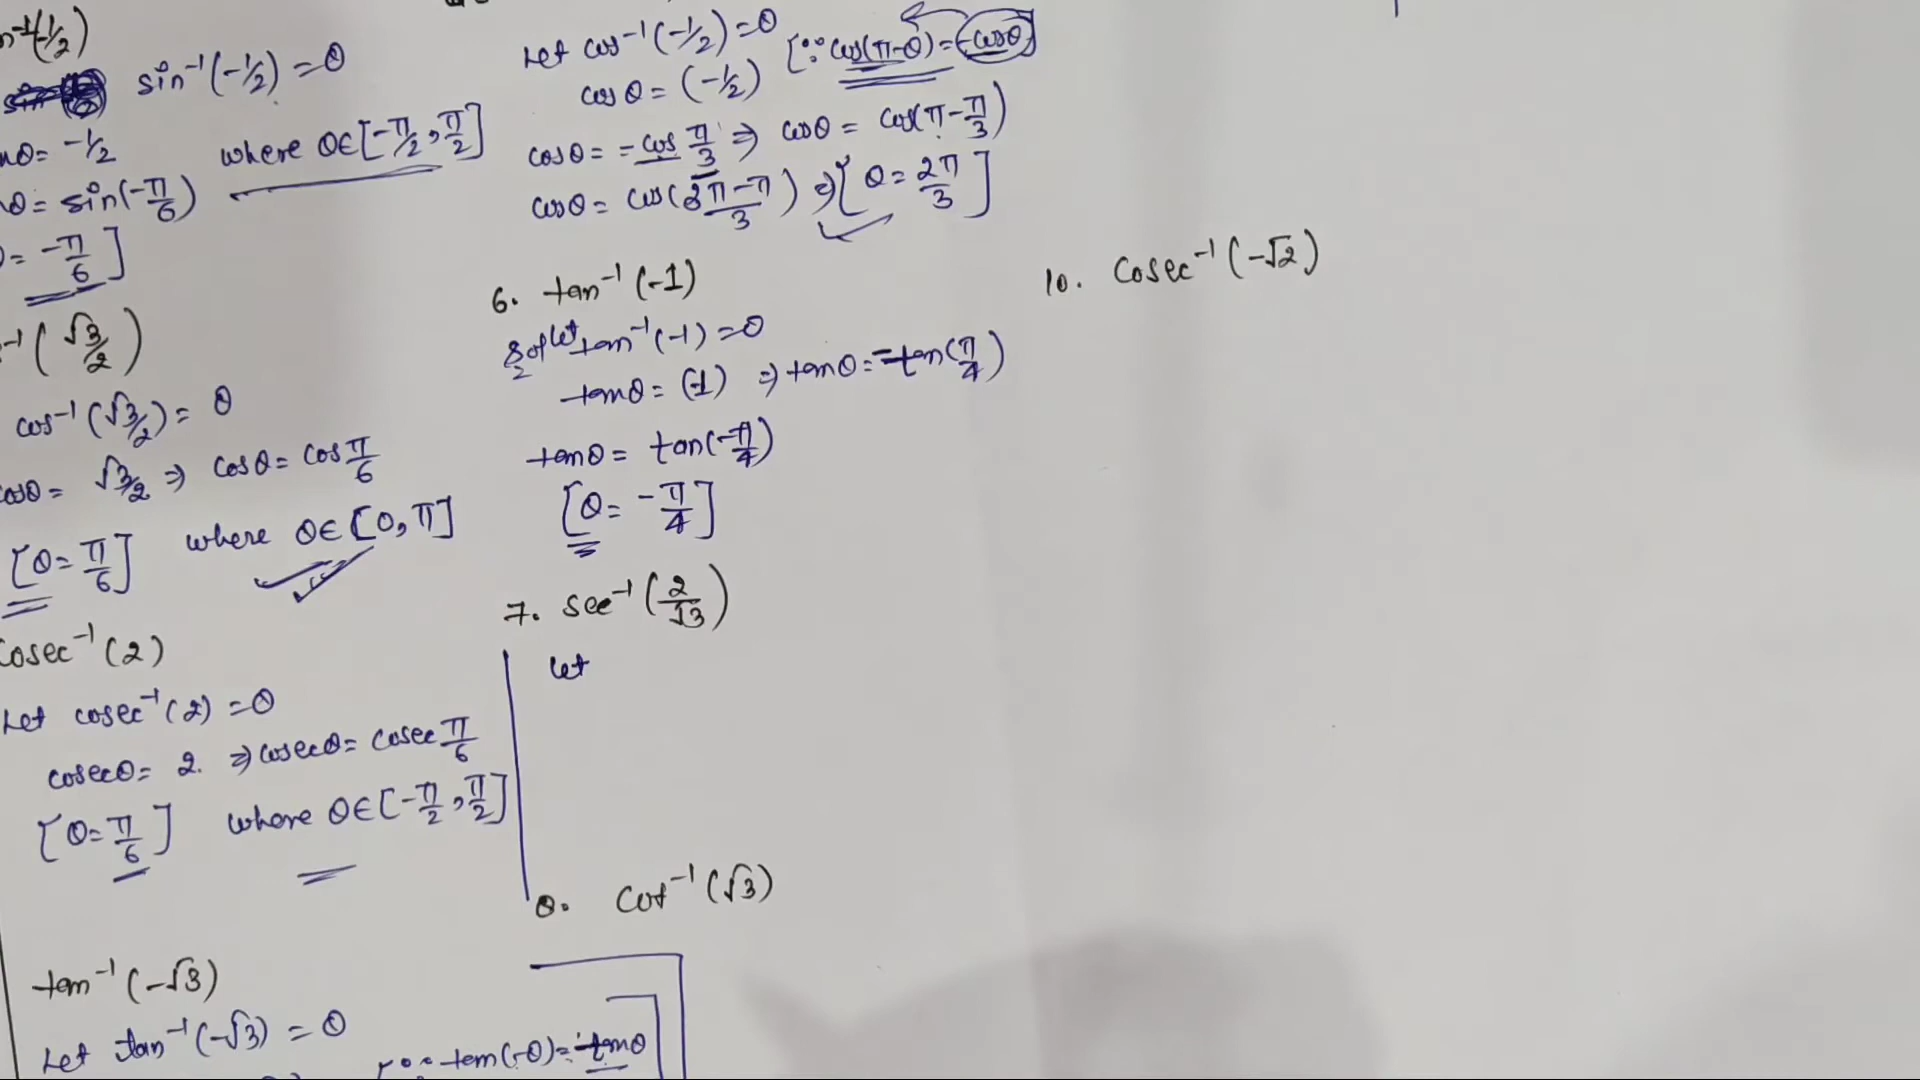 sin⁻¹(-1/2) = θ
where θ∈[-π/2, π/2]
θ = sin(-π/6)
= -π/6]
(√3/2)
cos⁻¹(√3/2) = θ
cosθ = √3/2 ⇒ cosθ = cos π/6
[θ = π/6] where θ∈[0, π]
cosec⁻¹(2)
Let cosec⁻¹(2) = θ
cosecθ = 2. ⇒ cosecθ = cosec π/6
[θ = π/6] where θ∈[-π/2, π/2]
tan⁻¹(-√3)
Let tan⁻¹(-√3) = θ
[∵ tan(-θ) = -tanθ
Let cos⁻¹(-1/2) = θ [∵ cos(π-θ) = -cosθ]
cosθ = (-1/2)
cosθ = -cos π/3 ⇒ cosθ = cos(π - π/3)
cosθ = cos(3π-π/3) ⇒ [θ = 2π/3]
6. tan⁻¹(-1)
Sol let tan⁻¹(-1) = θ
tanθ = (-1) ⇒ tanθ = -tan(π/4)
tanθ = tan(-π/4)
[θ = -π/4]
7. sec⁻¹(2/√3)
let
8. cot⁻¹(√3)
10. cosec⁻¹(-√2)